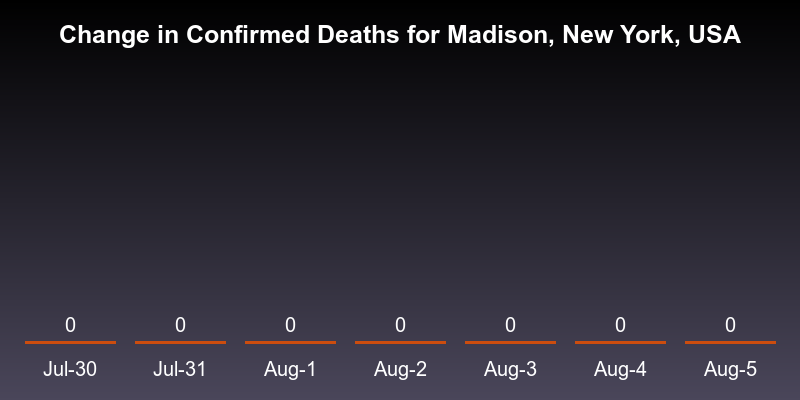 Change in Confirmed Deaths for Madison, New York, USA
0 0 0 0 0 0 0
Jul-30 Jul-31 Aug-1 Aug-2 Aug-3 Aug-4 Aug-5